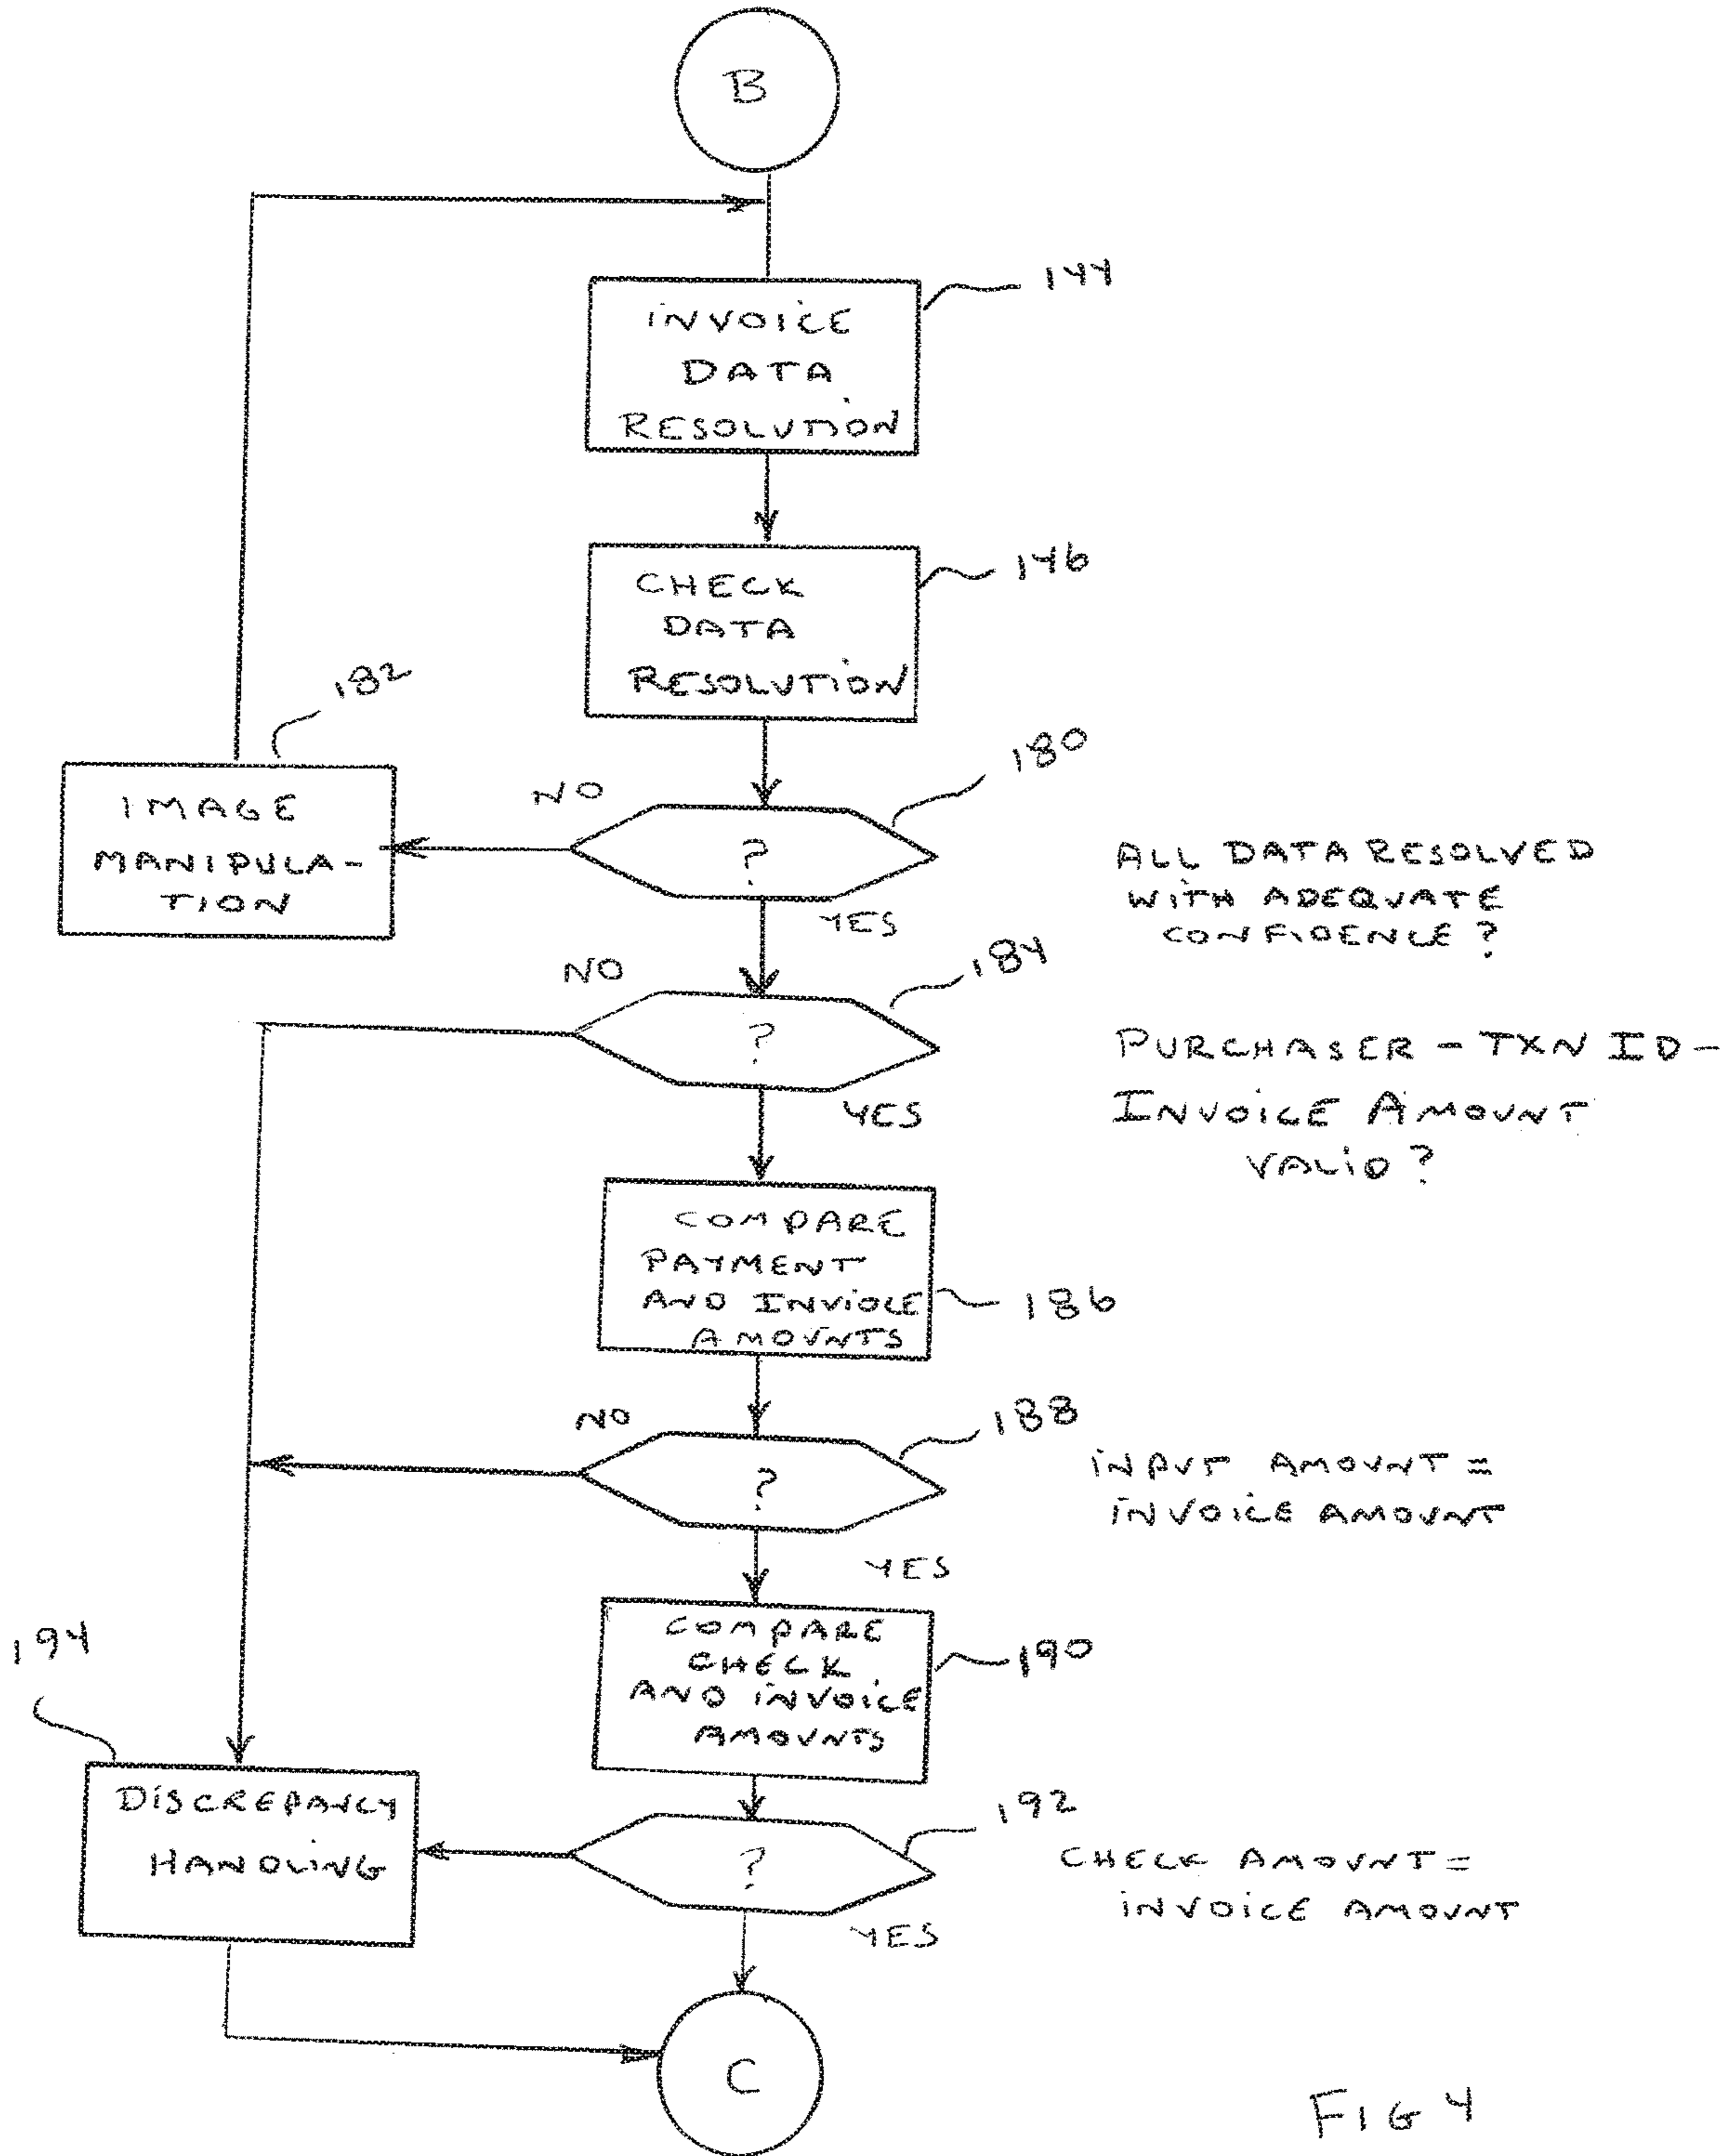 B
144
INVOICE
DATA
RESOLUTION
146
CHECK
DATA
RESOLUTION
182
180
IMAGE
MANIPULA-
TION
NO
?
YES
ALL DATA RESOLVED
WITH ADEQUATE
CONFIDENCE?
NO
184
?
YES
PURCHASER - TXN ID -
INVOICE AMOUNT
VALID?
COMPARE
PAYMENT
AND INVIOCE
AMOUNTS
186
NO
188
?
YES
INPUT AMOUNT =
INVOICE AMOUNT
COMPARE
CHECK
AND INVOICE
AMOUNTS
190
194
DISCREPANCY
HANDLING
192
?
YES
CHECK AMOUNT =
INVOICE AMOUNT
C
FIG 4